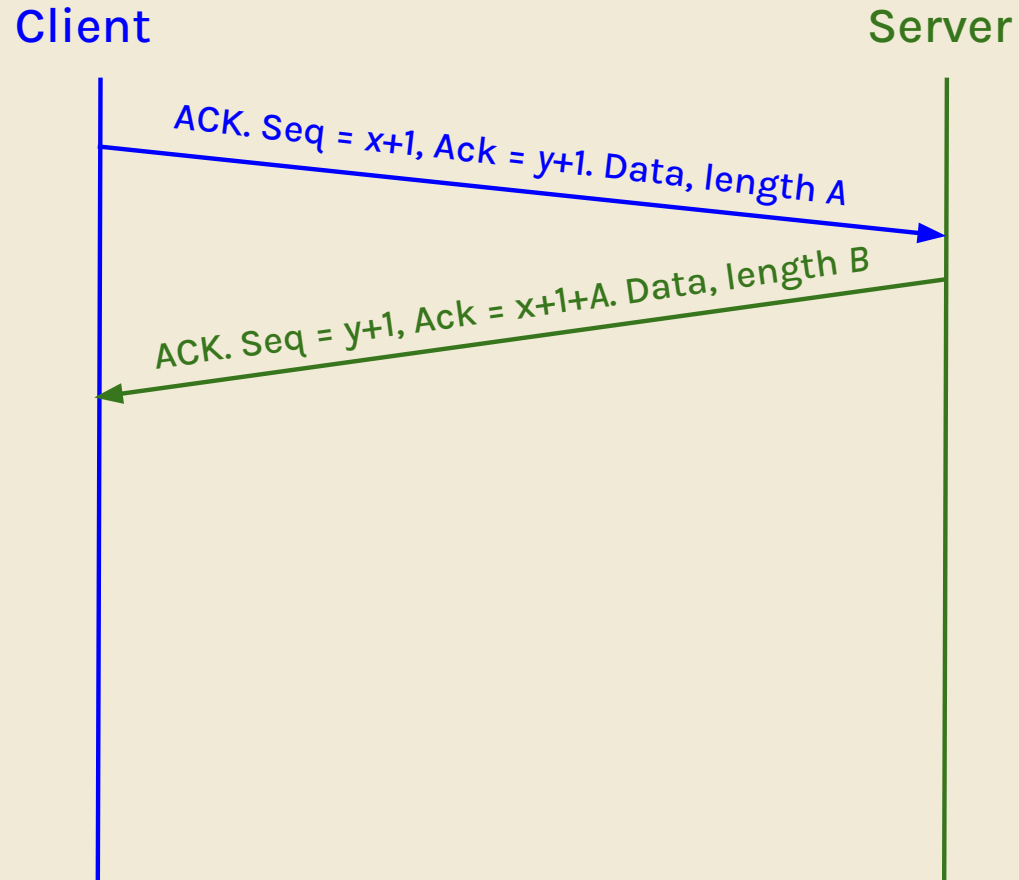 Client
Server
ACK. Seq = x+1, Ack = y+1. Data, length A
ACK. Seq = y+1, Ack = x+1+A. Data, length B